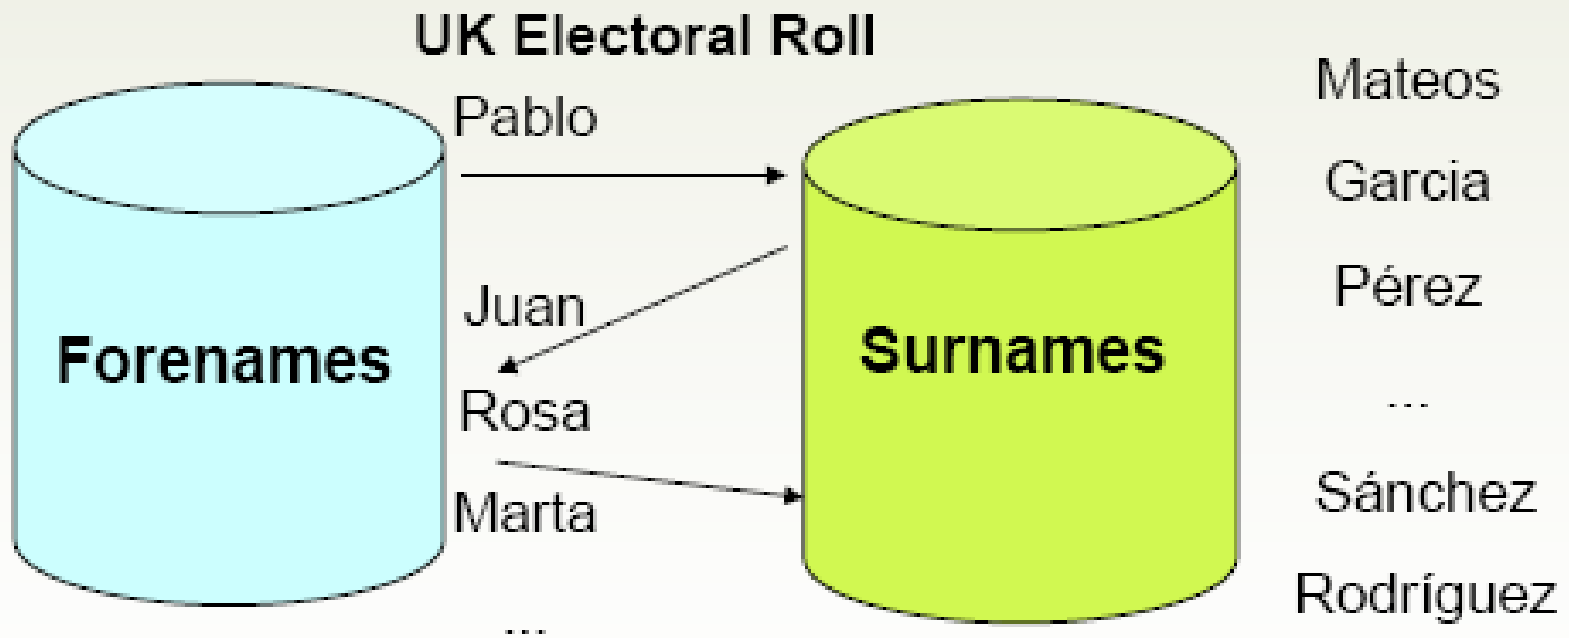 UK Electoral Roll
Pablo
Juan
Rosa
Marta
...
Forenames
Surnames
Mateos
Garcia
Pérez
...
Sánchez
Rodríguez